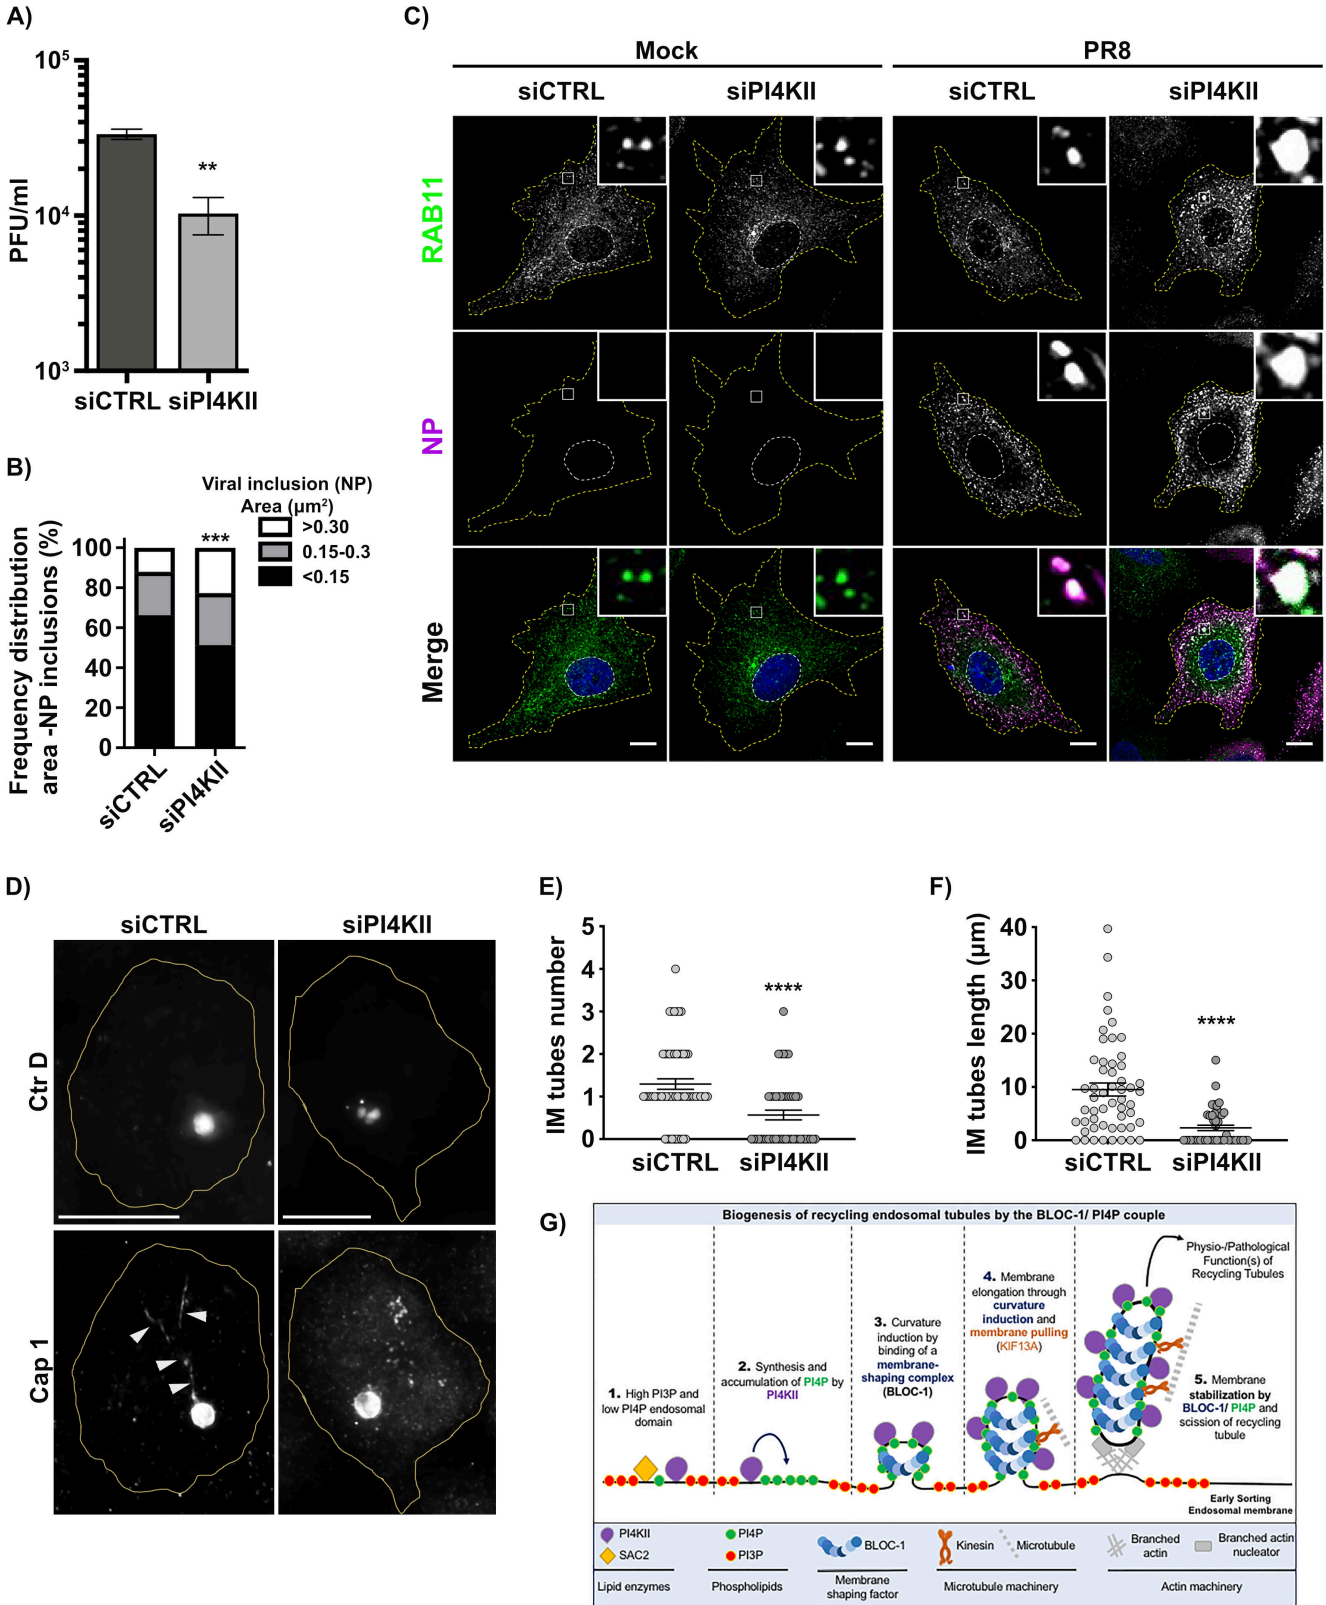 A)
10⁵
10⁴
10³
PFU/ml
**
siCTRL siPI4KII
B)
Viral inclusion (NP)
Area (µm²)
>0.30
0.15-0.3
<0.15
***
Frequency distribution
area -NP inclusions (%)
100
80
60
40
20
0
siCTRL
siPI4KII
C)
Mock
PR8
siCTRL
siPI4KII
siCTRL
siPI4KII
RAB11
NP
Merge
D)
siCTRL
siPI4KII
Ctr D
Cap 1
E)
IM tubes number
5
4
3
2
1
0
****
siCTRL siPI4KII
F)
IM tubes length (µm)
40
30
20
10
0
****
siCTRL siPI4KII
G)
Biogenesis of recycling endosomal tubules by the BLOC-1/ PI4P couple
1. High PI3P and
low PI4P endosomal
domain
2. Synthesis and
accumulation of PI4P by
PI4KII
3. Curvature
induction by
binding of a
membrane-
shaping complex
(BLOC-1)
4. Membrane
elongation through
curvature
induction and
membrane pulling
(KIF13A)
Physio-/Pathological
Function(s) of
Recycling Tubules
5. Membrane
stabilization by
BLOC-1/ PI4P and
scission of recycling
tubule
Early Sorting
Endosomal membrane
PI4KII
SAC2
Lipid enzymes
PI4P
PI3P
Phospholipids
BLOC-1
Membrane
shaping factor
Kinesin
Microtubule
Microtubule machinery
Branched
actin
Branched actin
nucleator
Actin machinery